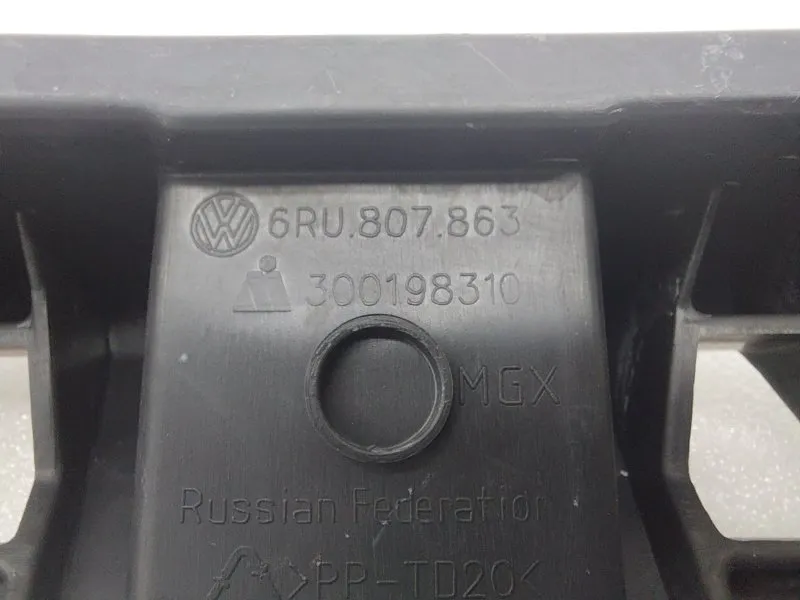 6RU.807.863
300198310
MGX
Russian Federation
>PP-TD20<